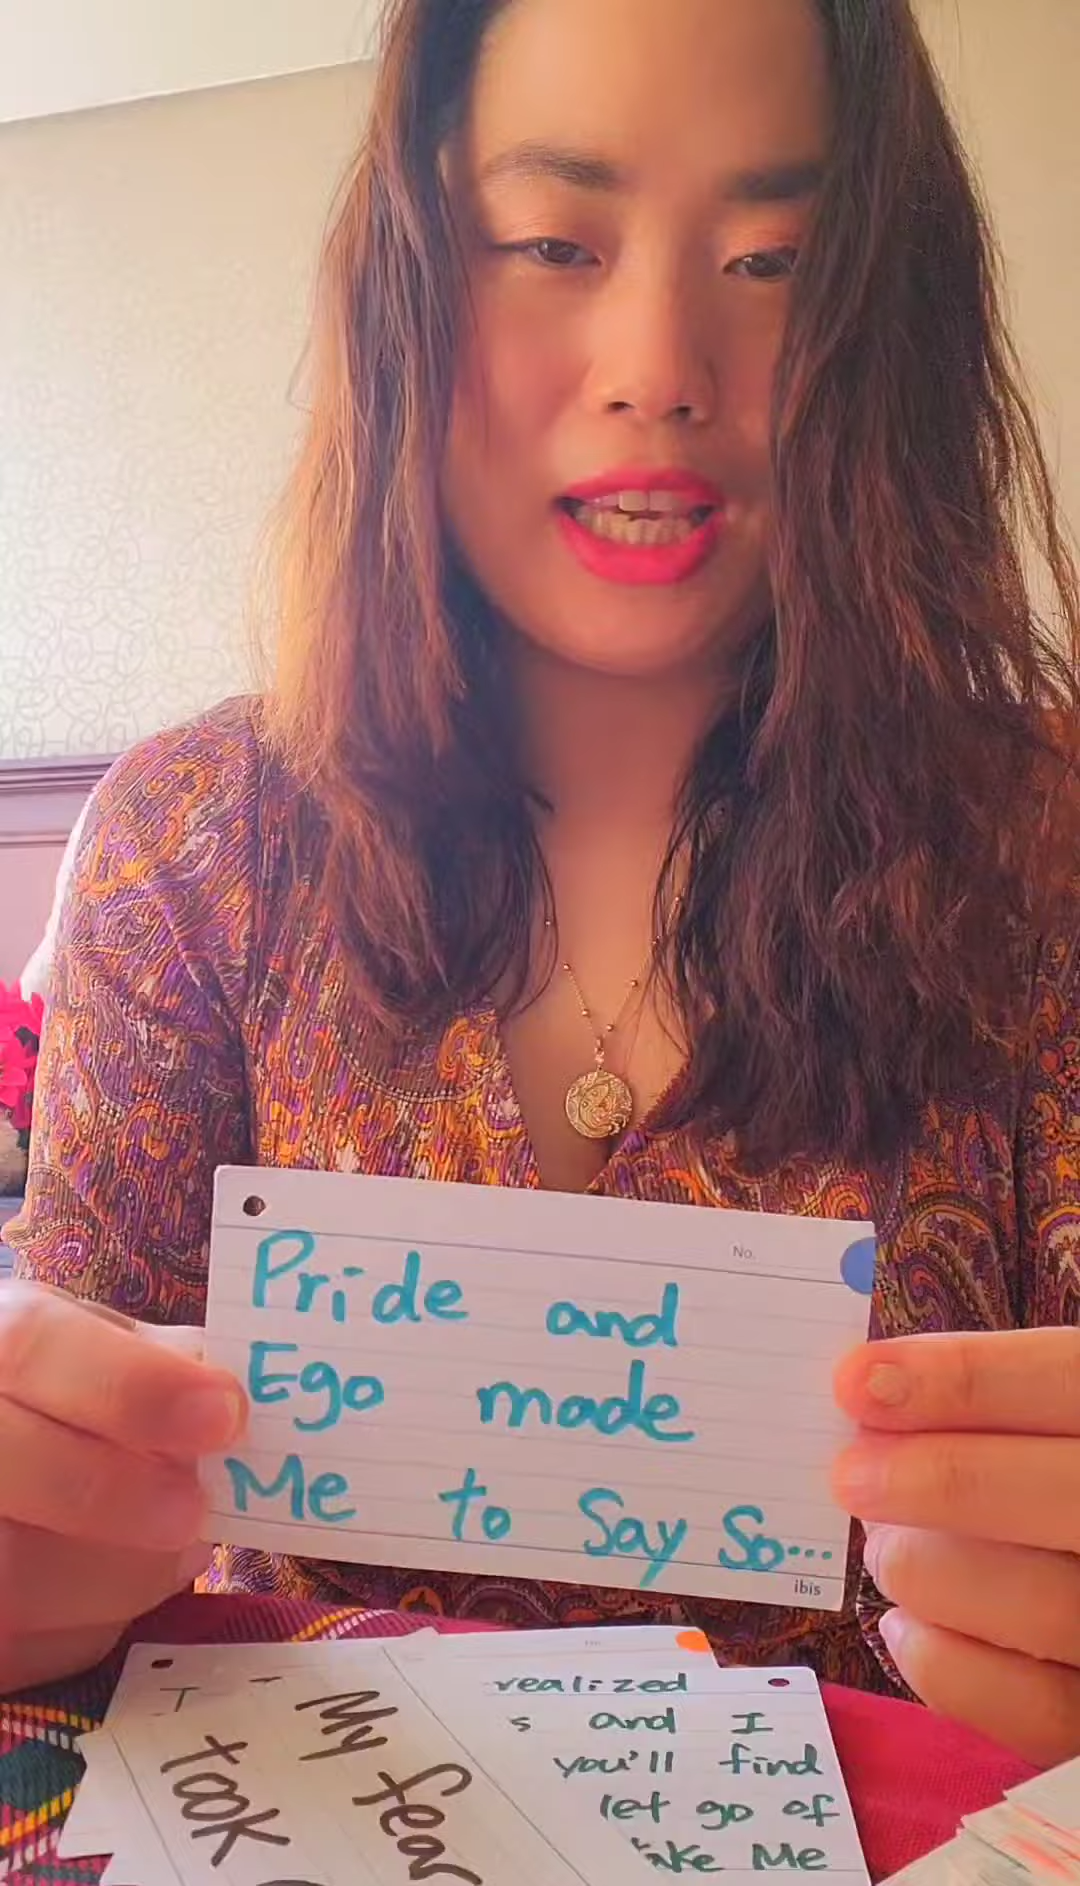 No.
Pride and
Ego made
Me to Say So...
ibis
My fear
took
realized
s and I
you'll find
let go of
Me